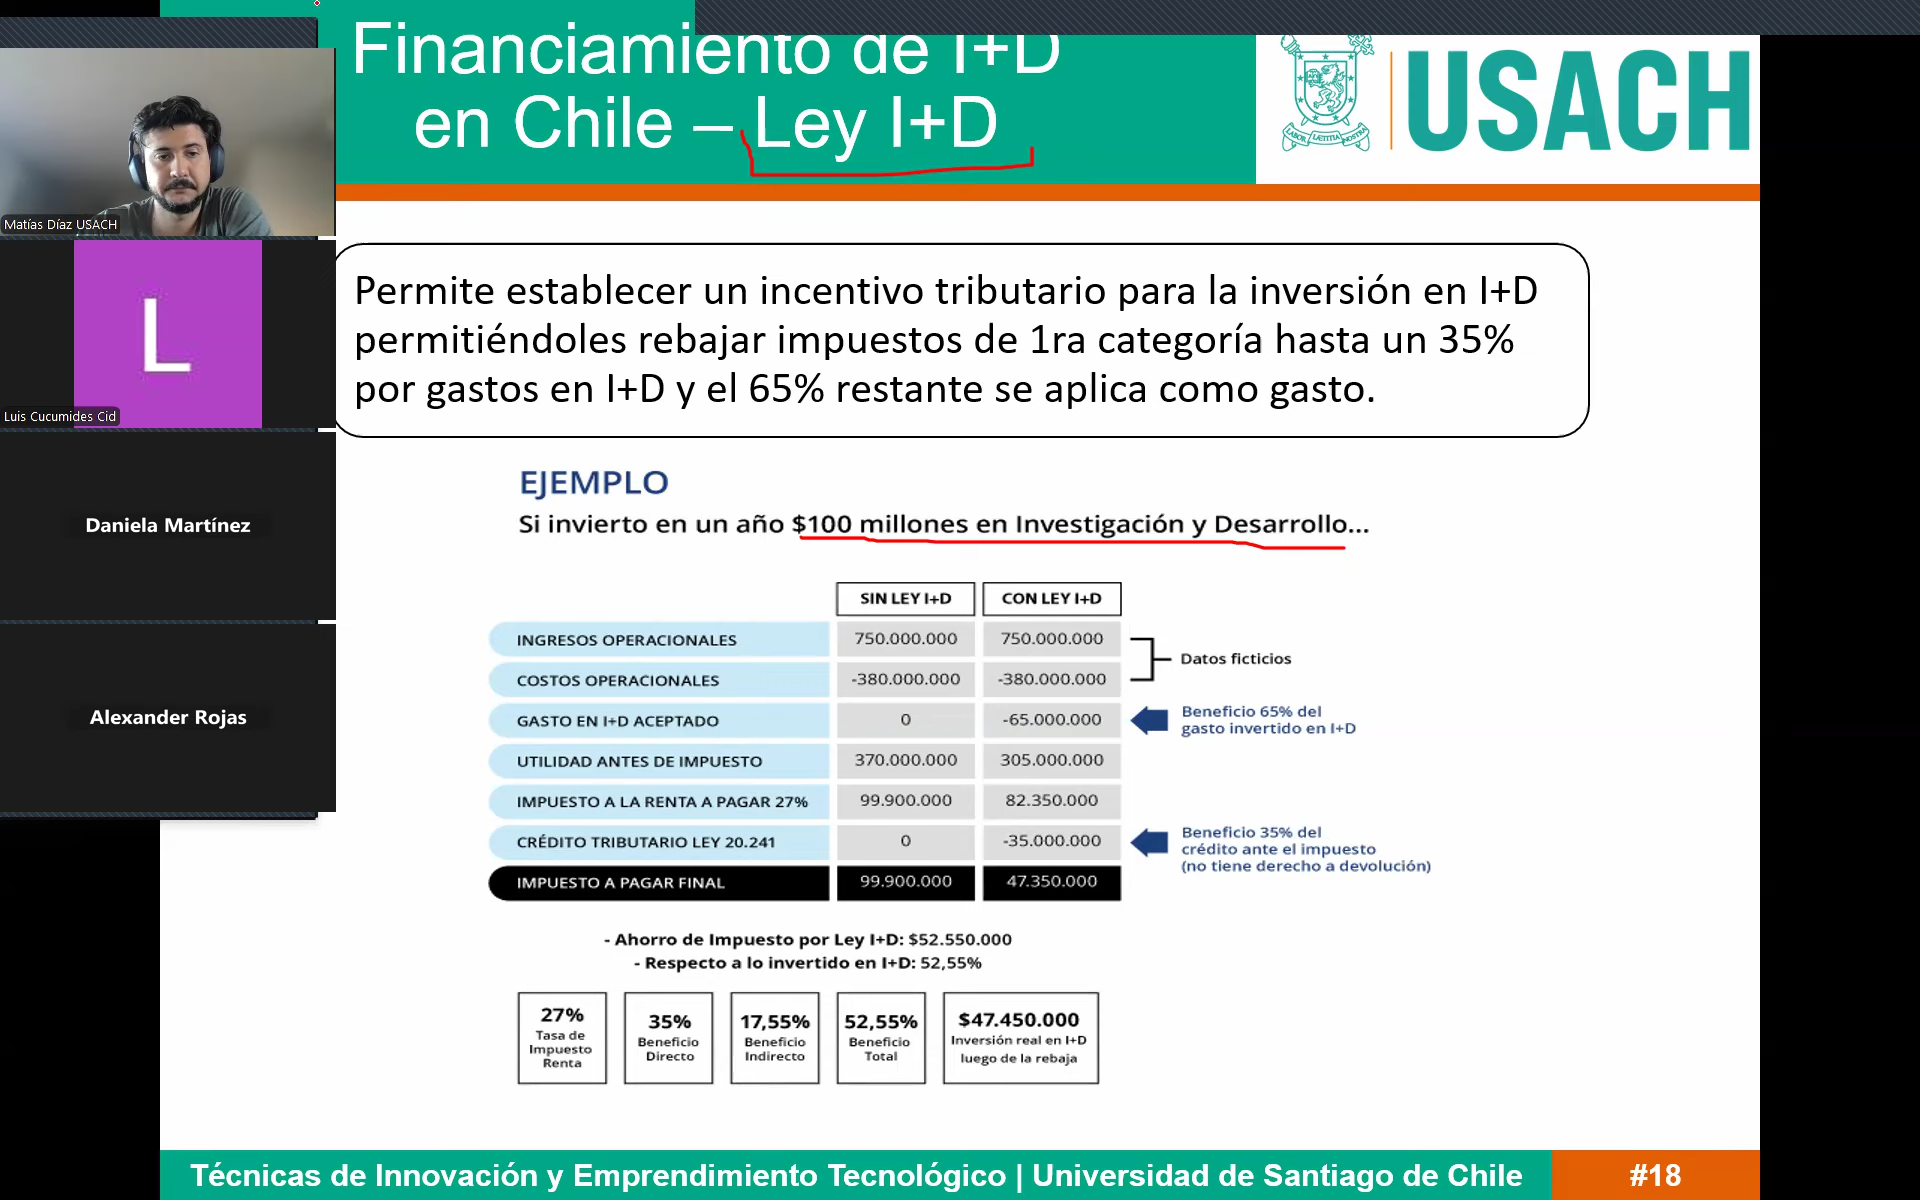 Financiamiento de I+D
en Chile – Ley I+D
LABOR LÆTITIA NOSTRA
USACH
Matías Díaz USACH
L
Luis Cucumides Cid
Daniela Martínez
Alexander Rojas
Permite establecer un incentivo tributario para la inversión en I+D
permitiéndoles rebajar impuestos de 1ra categoría hasta un 35%
por gastos en I+D y el 65% restante se aplica como gasto.
EJEMPLO
Si invierto en un año $100 millones en Investigación y Desarrollo...
SIN LEY I+D CON LEY I+D
INGRESOS OPERACIONALES 750.000.000 750.000.000
Datos ficticios
COSTOS OPERACIONALES -380.000.000 -380.000.000
GASTO EN I+D ACEPTADO 0 -65.000.000
Beneficio 65% del
gasto invertido en I+D
UTILIDAD ANTES DE IMPUESTO 370.000.000 305.000.000
IMPUESTO A LA RENTA A PAGAR 27% 99.900.000 82.350.000
CRÉDITO TRIBUTARIO LEY 20.241 0 -35.000.000
Beneficio 35% del
crédito ante el impuesto
(no tiene derecho a devolución)
IMPUESTO A PAGAR FINAL 99.900.000 47.350.000
- Ahorro de Impuesto por Ley I+D: $52.550.000
- Respecto a lo invertido en I+D: 52,55%
27%
Tasa de
Impuesto
Renta
35%
Beneficio
Directo
17,55%
Beneficio
Indirecto
52,55%
Beneficio
Total
$47.450.000
Inversión real en I+D
luego de la rebaja
Técnicas de Innovación y Emprendimiento Tecnológico | Universidad de Santiago de Chile
#18